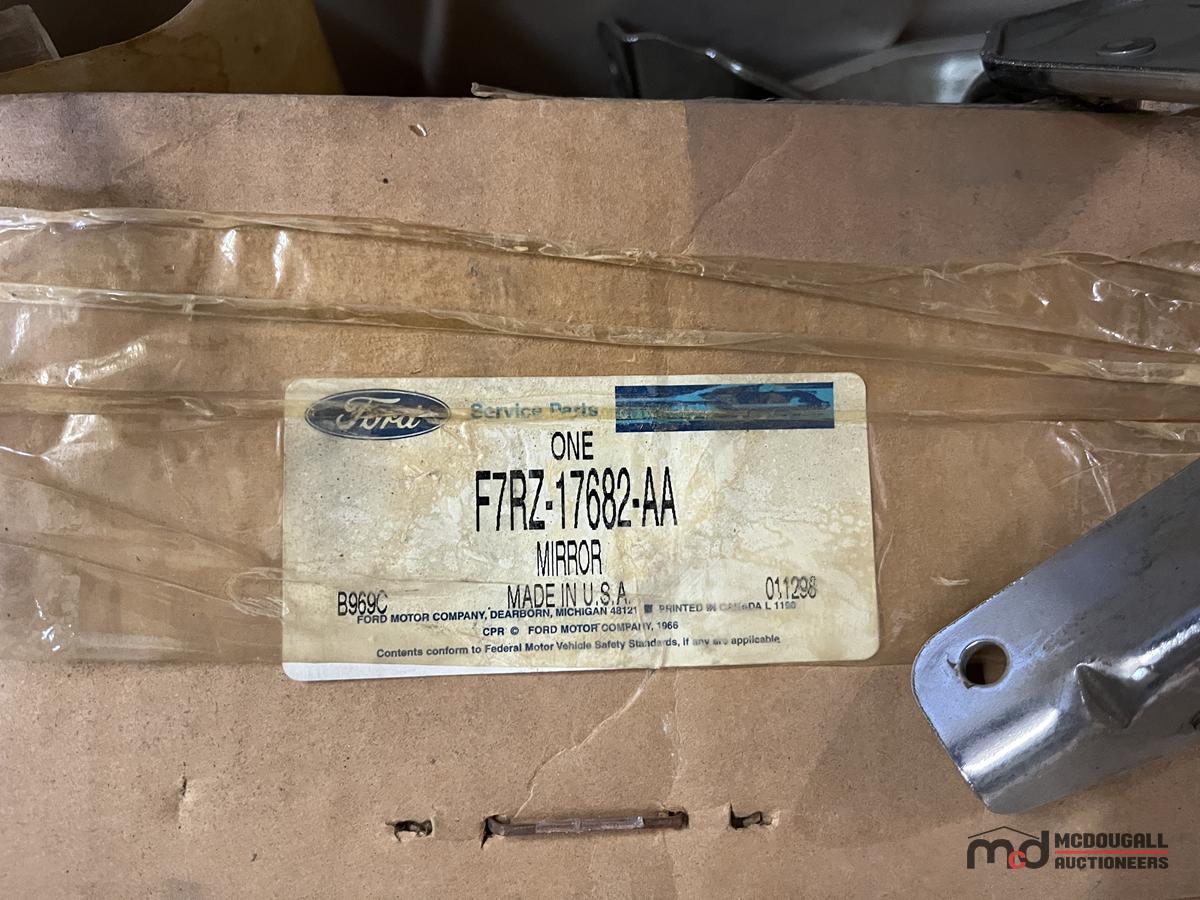 Ford Service Parts
ONE
F7RZ-17682-AA
MIRROR
B969C MADE IN U.S.A. 011298
FORD MOTOR COMPANY, DEARBORN, MICHIGAN 48121 PRINTED IN CANADA L 1190
CPR © FORD MOTOR COMPANY, 1966
Contents conform to Federal Motor Vehicle Safety Standards, if any are applicable.
mcd MCDOUGALL
AUCTIONEERS